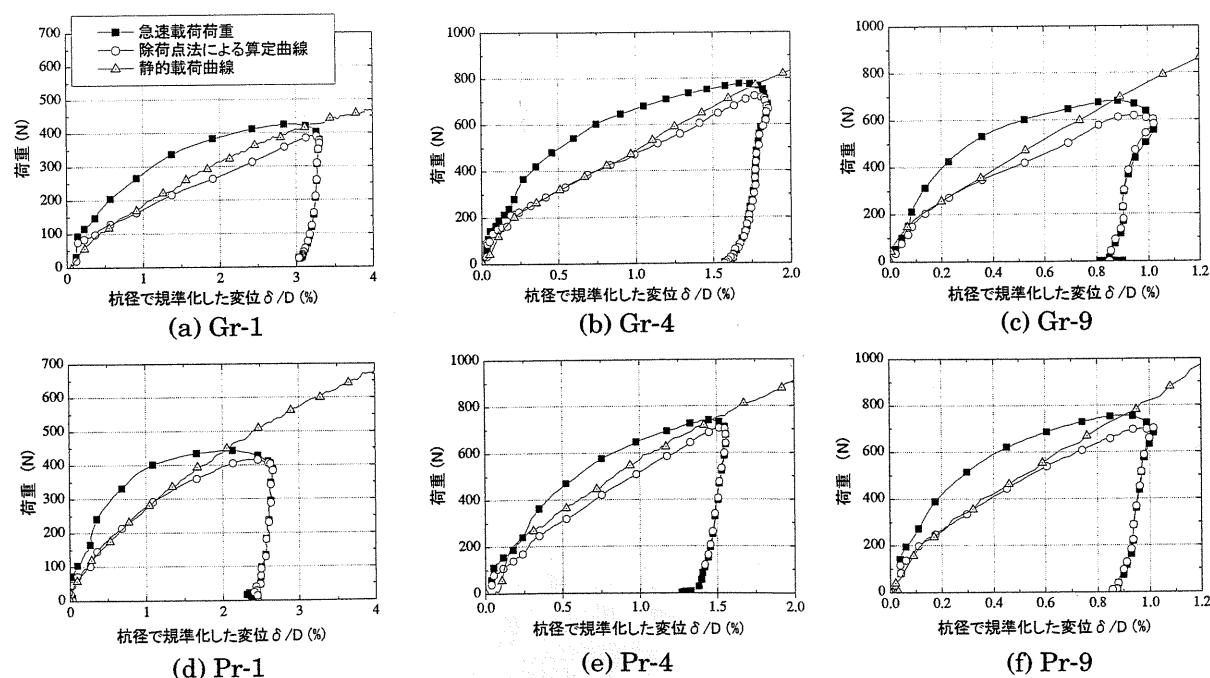 急速載荷荷重
除荷点法による算定曲線
静的載荷曲線
荷重 (N)
700
600
500
400
300
200
100
0
0 1 2 3 4
杭径で規準化した変位 δ/D (%)
(a) Gr-1
荷重 (N)
1000
800
600
400
200
0
0.0 0.5 1.0 1.5 2.0
杭径で規準化した変位 δ/D (%)
(b) Gr-4
荷重 (N)
1000
800
600
400
200
0
0.0 0.2 0.4 0.6 0.8 1.0 1.2
杭径で規準化した変位 δ/D (%)
(c) Gr-9
荷重 (N)
700
600
500
400
300
200
100
0
0 1 2 3 4
杭径で規準化した変位 δ/D (%)
(d) Pr-1
荷重 (N)
1000
800
600
400
200
0
0.0 0.5 1.0 1.5 2.0
杭径で規準化した変位 δ/D (%)
(e) Pr-4
荷重 (N)
1000
800
600
400
200
0
0.0 0.2 0.4 0.6 0.8 1.0 1.2
杭径で規準化した変位 δ/D (%)
(f) Pr-9